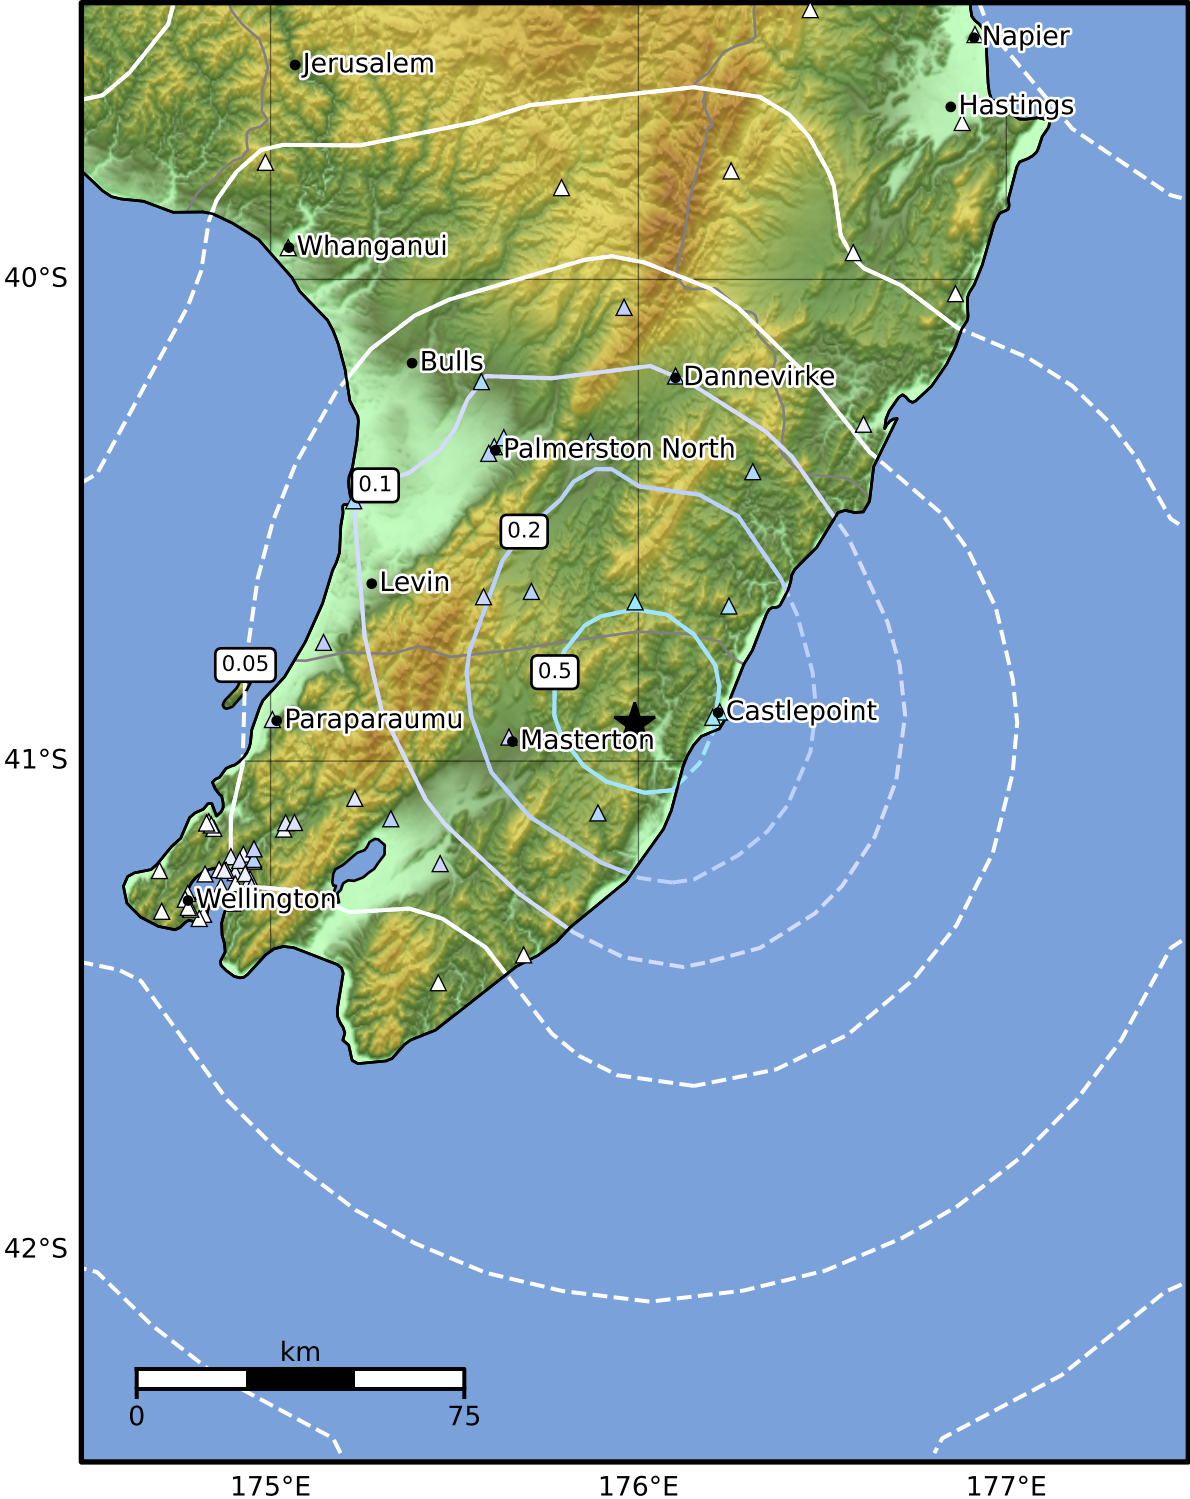 Napier
Jerusalem
Hastings
Whanganui
40°S
Bulls
Dannevirke
Palmerston North
0.1
0.2
Levin
0.05
0.5
Castlepoint
Paraparaumu
Masterton
41°S
Wellington
42°S
km
0 75
175°E 176°E 177°E